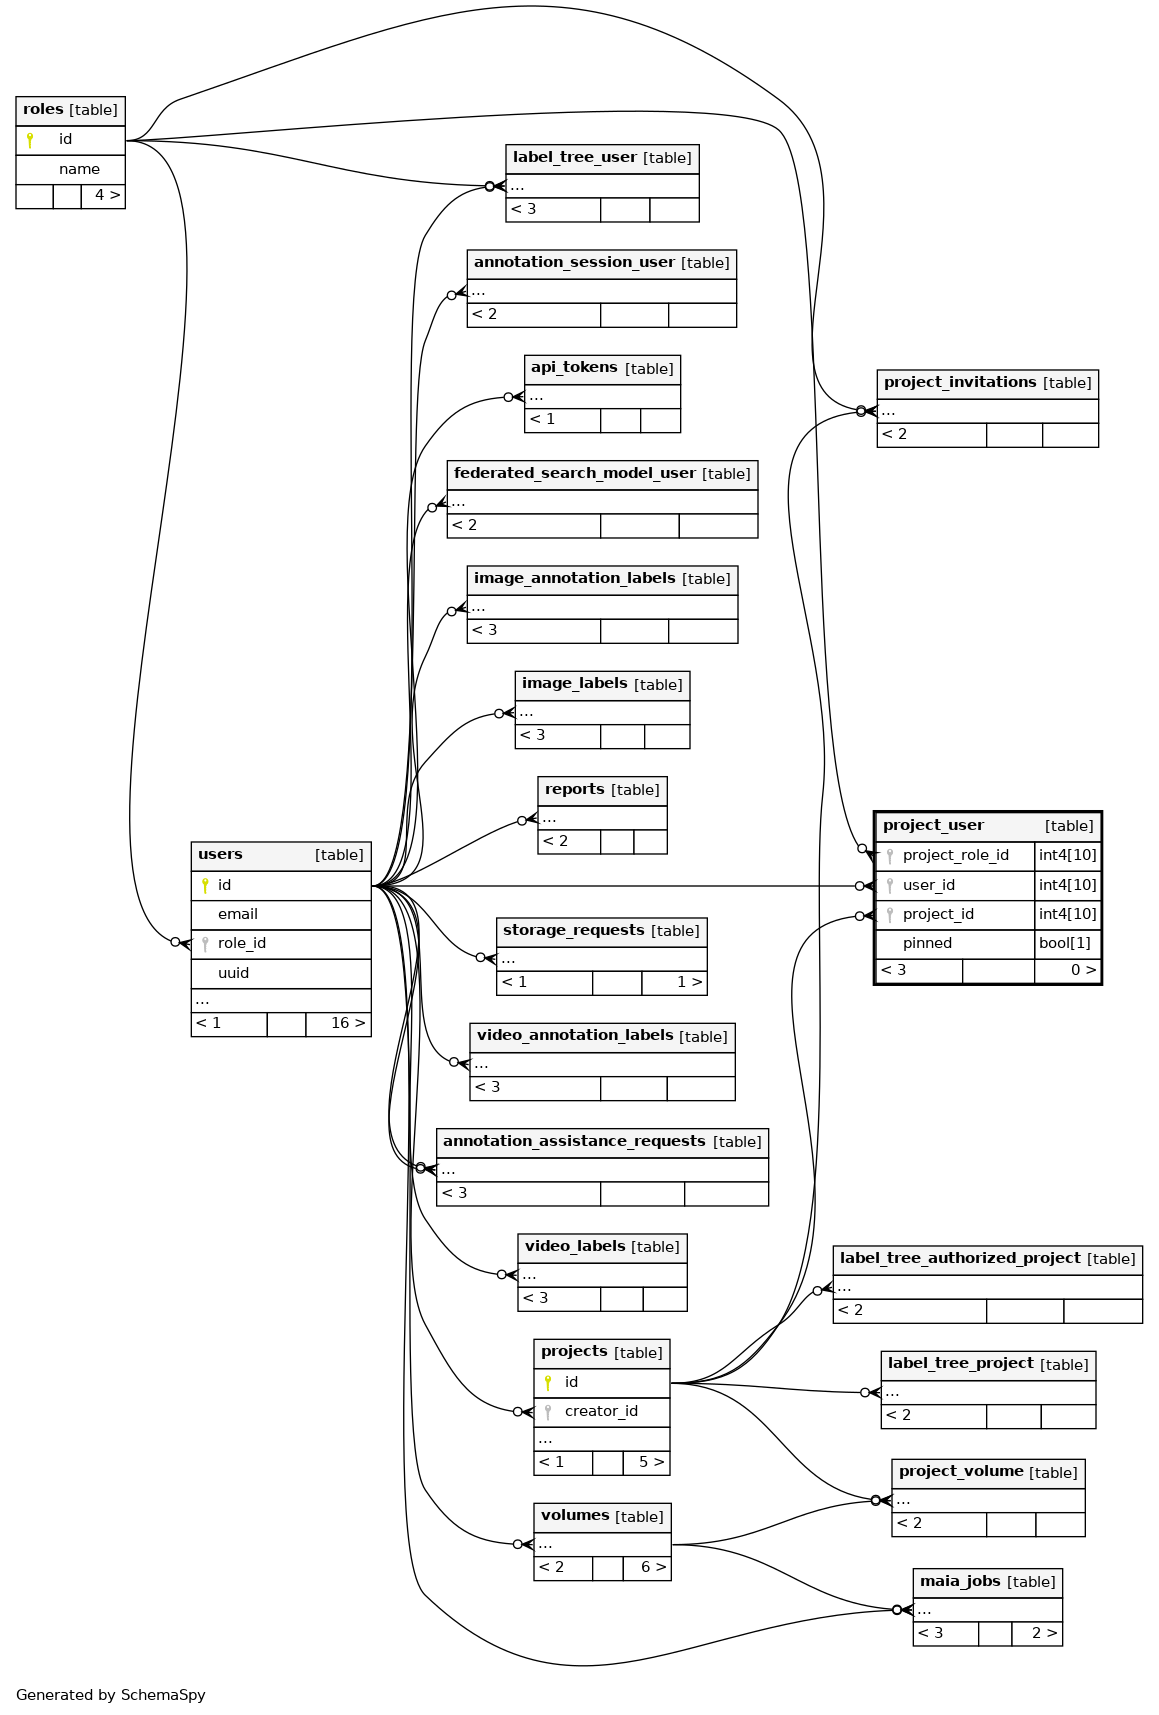 roles [table]
id
name
4 >
label_tree_user [table]
...
< 3
annotation_session_user [table]
...
< 2
api_tokens [table]
...
< 1
federated_search_model_user [table]
...
< 2
image_annotation_labels [table]
...
< 3
image_labels [table]
...
< 3
reports [table]
...
< 2
users [table]
id
email
role_id
uuid
...
< 1 16 >
storage_requests [table]
...
< 1 1 >
video_annotation_labels [table]
...
< 3
annotation_assistance_requests [table]
...
< 3
video_labels [table]
...
< 3
projects [table]
id
creator_id
...
< 1 5 >
volumes [table]
...
< 2 6 >
project_invitations [table]
...
< 2
project_user [table]
project_role_id int4[10]
user_id int4[10]
project_id int4[10]
pinned bool[1]
< 3 0 >
label_tree_authorized_project [table]
...
< 2
label_tree_project [table]
...
< 2
project_volume [table]
...
< 2
maia_jobs [table]
...
< 3 2 >
Generated by SchemaSpy